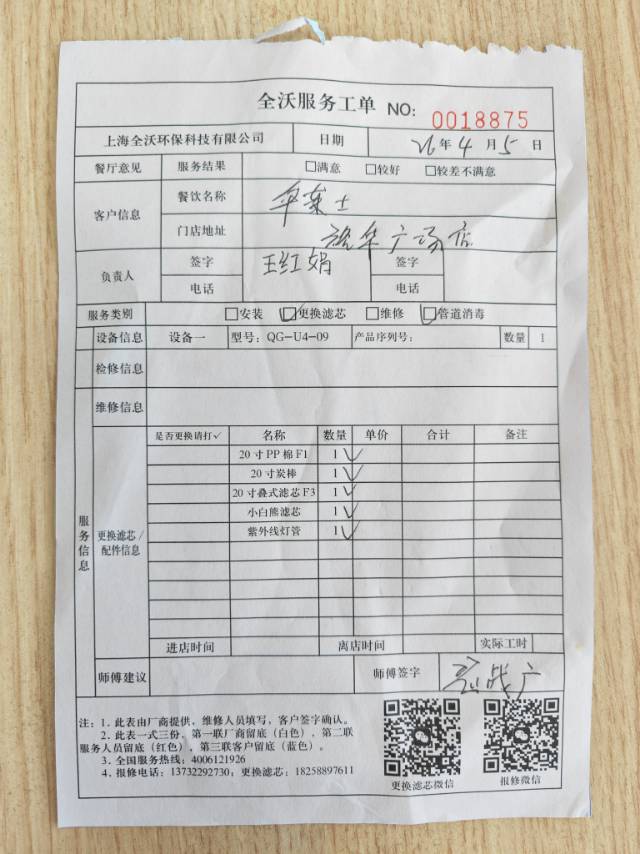 全沃服务工单 NO: 0018875
上海全沃环保科技有限公司 日期 26年4月5日
餐厅意见 服务结果 □满意 □较好 □较差不满意
客户信息 餐饮名称 华莱士
门店地址 广场店
负责人 签字 王红娟 签字
电话 电话
服务类别 □安装 □更换滤芯 □维修 □管道消毒
设备信息 设备一 型号：QG-U4-09 产品序列号： 数量 1
检修信息
维修信息
服务信息
更换滤芯/配件信息
是否更换请打✓ 名称 数量 单价 合计 备注
20寸PP棉F1 1✓
20寸炭棒 1✓
20寸叠式滤芯F3 1✓
小白熊滤芯 1✓
紫外线灯管 1✓
进店时间 离店时间 实际工时
师傅建议 师傅签字
注：1. 此表由厂商提供，维修人员填写，客户签字确认。
2. 此表一式三份，第一联厂商留底（白色），第二联
服务人员留底（红色），第三联客户留底（蓝色）。
3. 全国服务热线：4006121926
4. 报修电话：13732292730；更换滤芯：18258897611
更换滤芯微信 报修微信